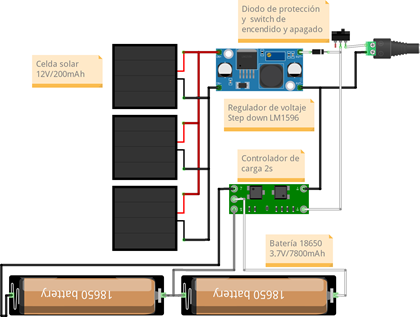 Diodo de protección
y switch de
encendido y apagado
Celda solar
12V/200mAh
Regulador de voltaje
Step down LM1596
Controlador de
carga 2s
Batería 18650
3,7V/7800mAh
18650 battery
18650 battery